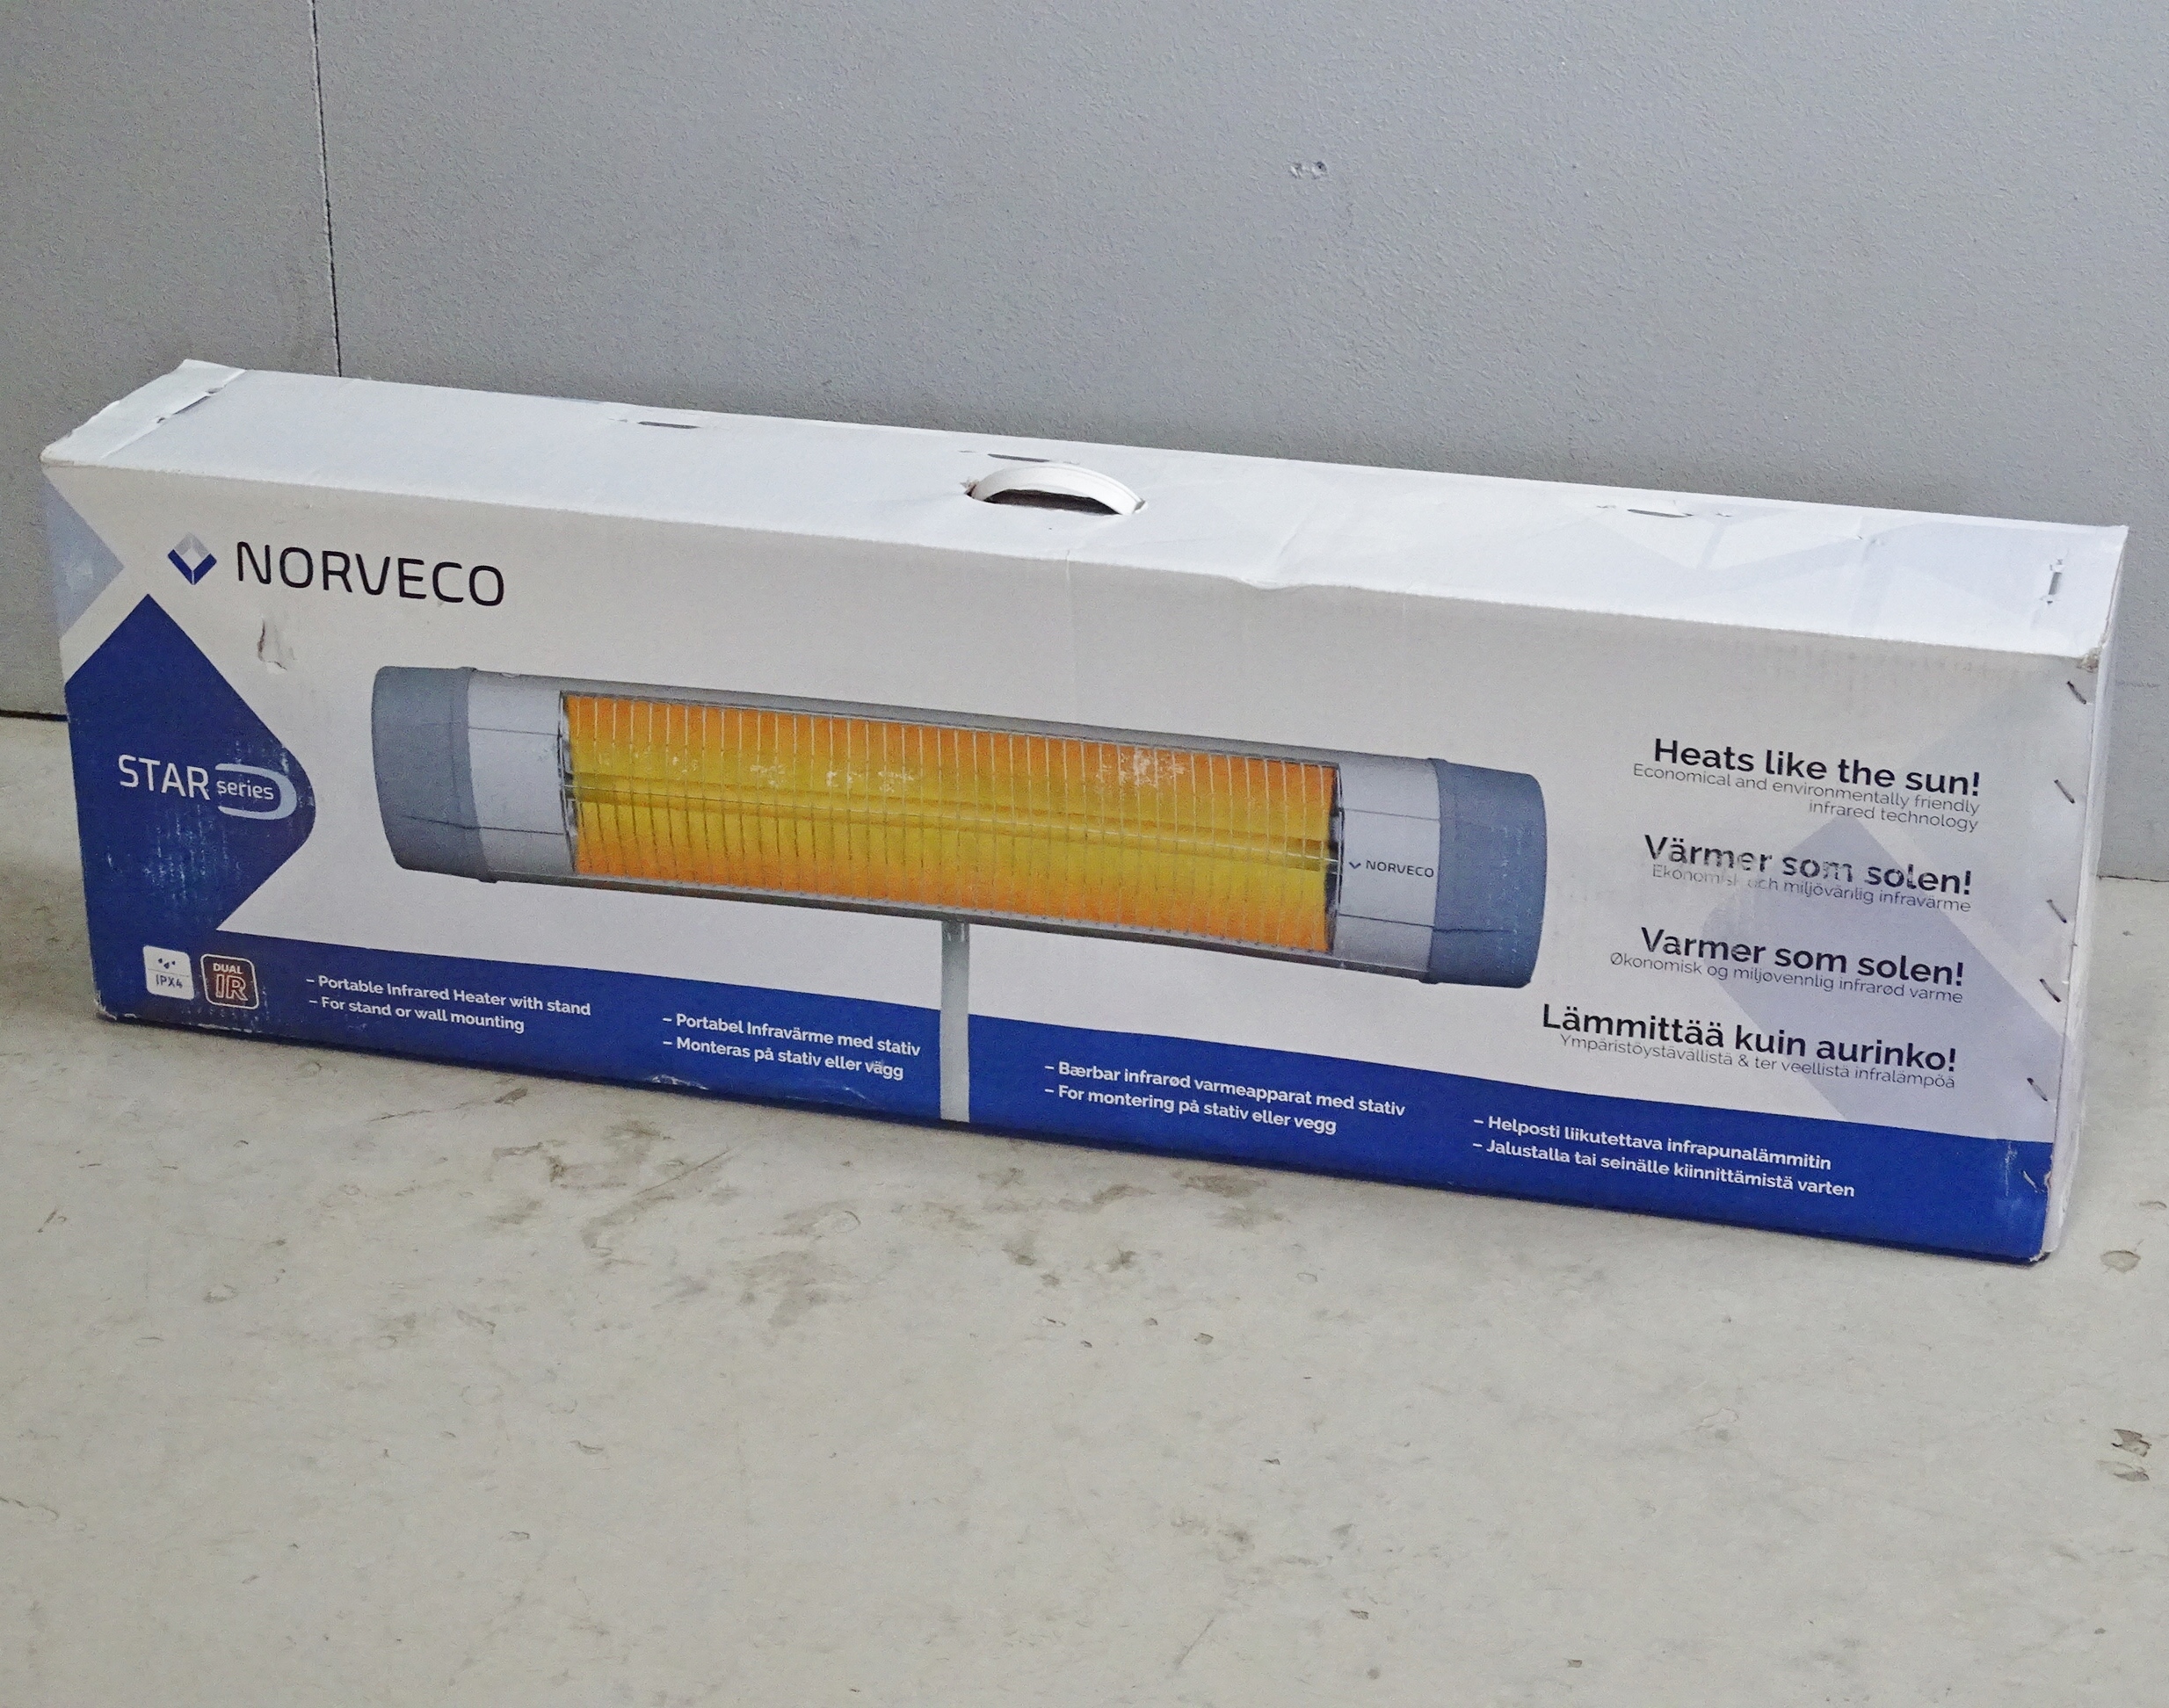 NORVECO
STAR series
IPX4
DUAL
IR
– Portable Infrared Heater with stand
– For stand or wall mounting
– Portabel Infravärme med stativ
– Monteras på stativ eller vägg
– Bærbar infrarød varmeapparat med stativ
– For montering på stativ eller vegg
– Helposti liikutettava infrapunalämmitin
– Jalustalla tai seinälle kiinnittämistä varten
NORVECO
Heats like the sun!
Economical and environmentally friendly
infrared technology
Värmer som solen!
Ekonomisk och miljövänlig infravärme
Varmer som solen!
Økonomisk og miljøvennlig infrarød varme
Lämmittää kuin aurinko!
Ympäristöystävällistä & ter veellistä infralämpöä